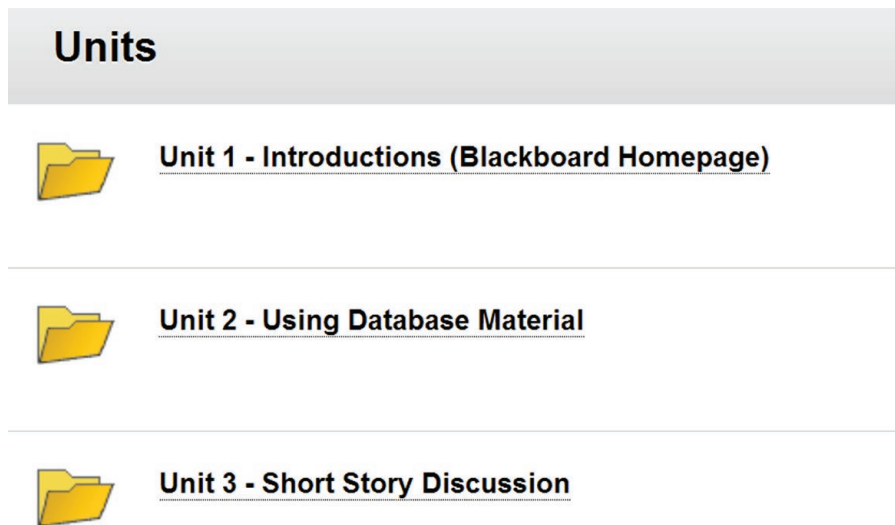 Units
Unit 1 - Introductions (Blackboard Homepage)
Unit 2 - Using Database Material
Unit 3 - Short Story Discussion